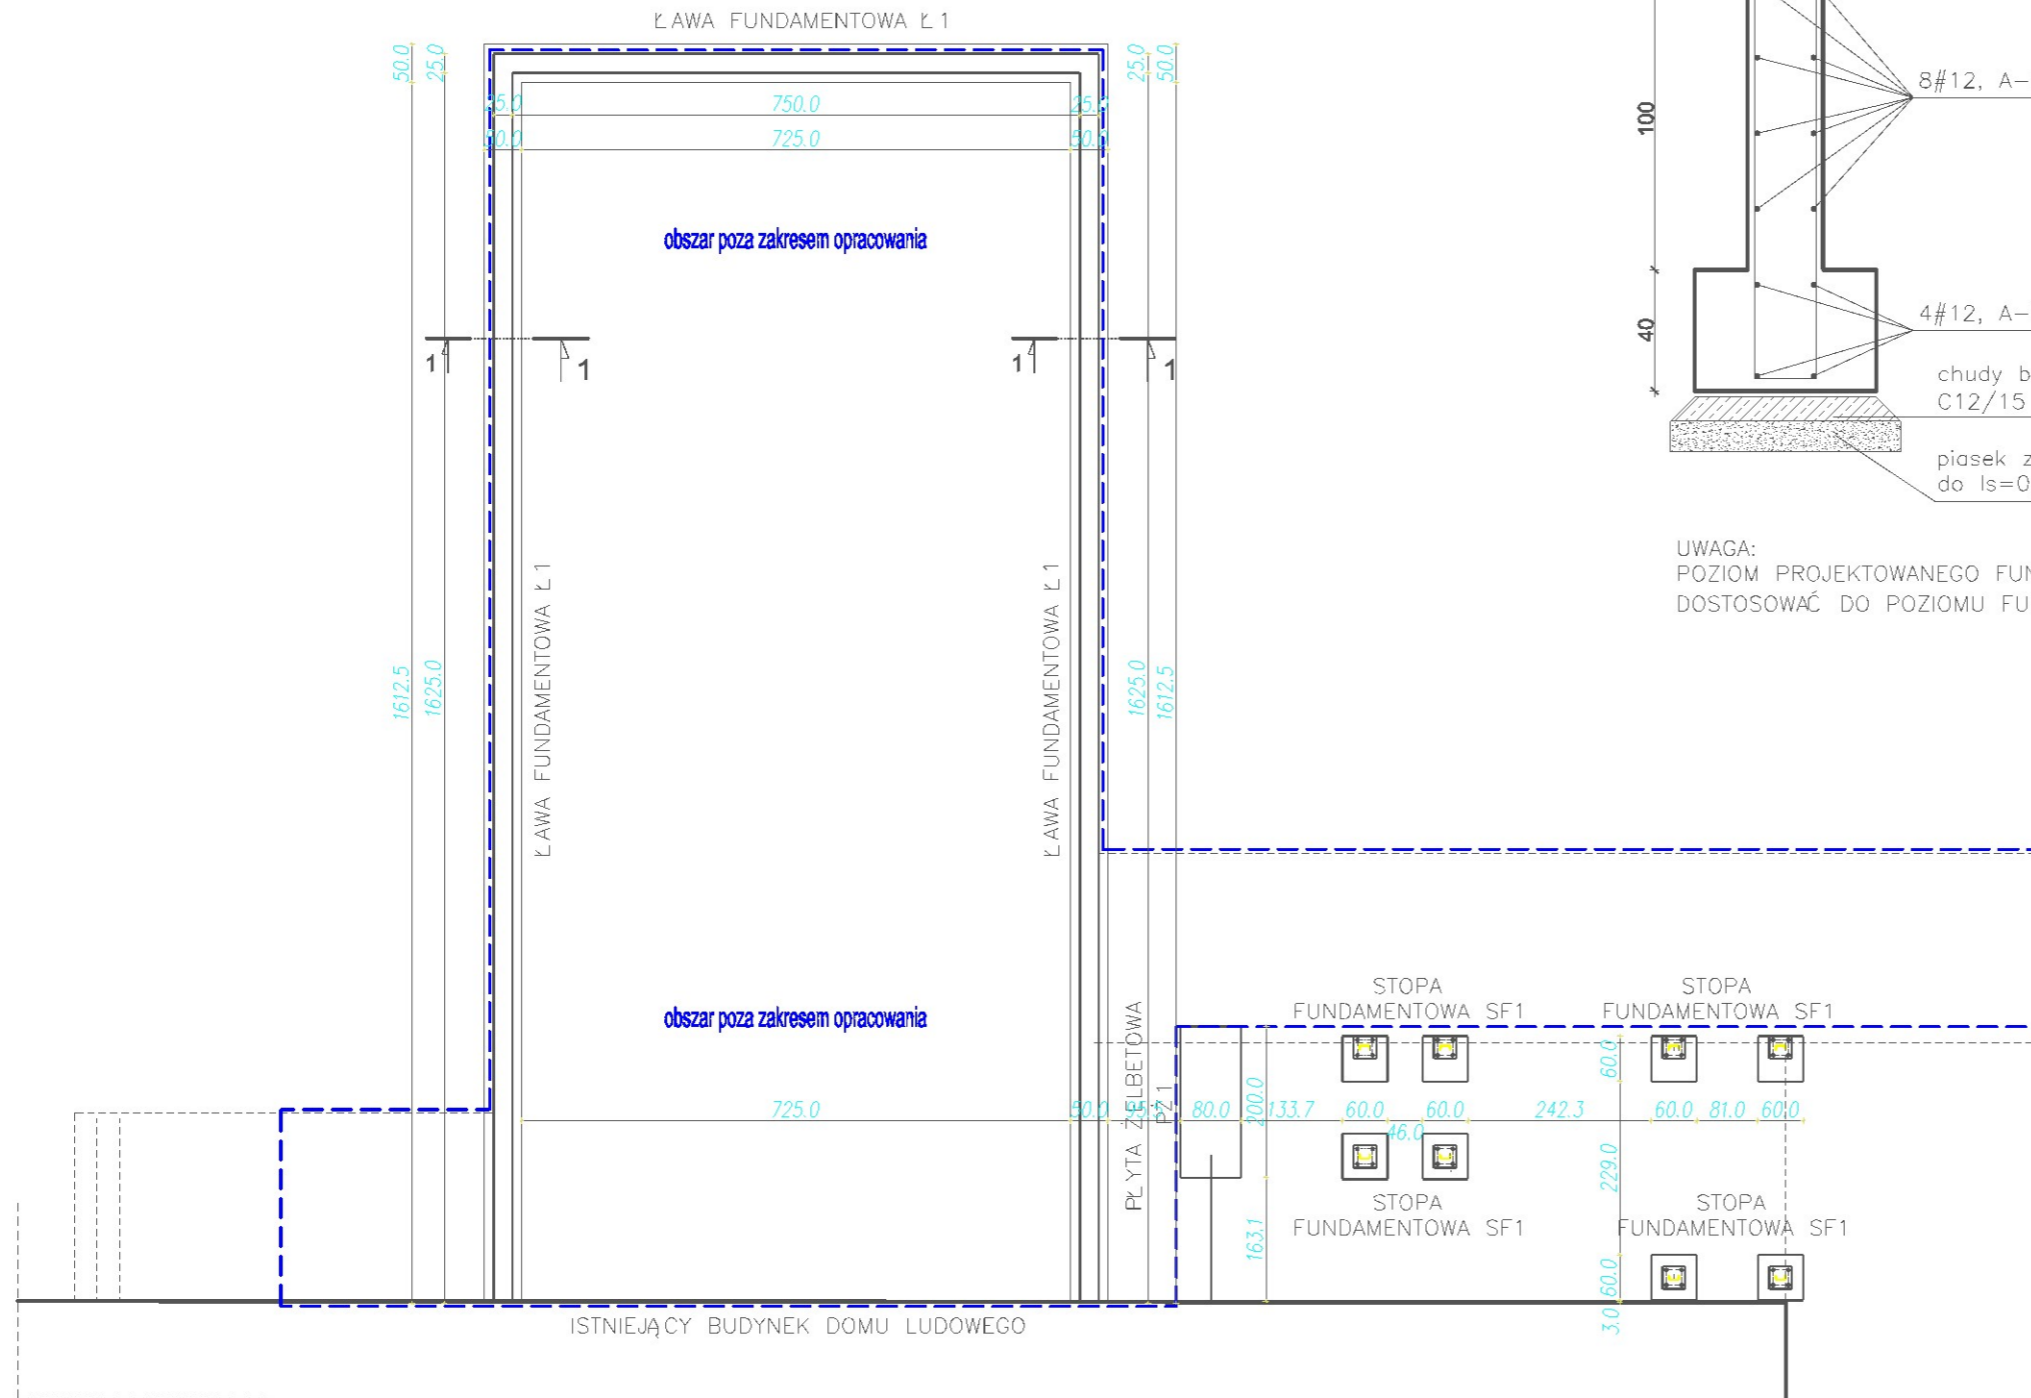 ŁAWA FUNDAMENTOWA Ł1
50.0
25.0
25.0
50.0
25.0 750.0 25.0
50.0 725.0 50.0
obszar poza zakresem opracowania
1 1
1 1
1612.5
1625.0
ŁAWA FUNDAMENTOWA Ł1
ŁAWA FUNDAMENTOWA Ł1
1625.0
1612.5
obszar poza zakresem opracowania
725.0 50.0
80.0 133.7 60.0 60.0 242.3 60.0 81.0 60.0
46.0
PŁYTA ŻELBETOWA
PŻ1
200.0
163.1
STOPA
FUNDAMENTOWA SF1
STOPA
FUNDAMENTOWA SF1
60.0
229.0
60.0
3.0
STOPA
FUNDAMENTOWA SF1
STOPA
FUNDAMENTOWA SF1
ISTNIEJĄCY BUDYNEK DOMU LUDOWEGO
100
40
8#12, A-
4#12, A-
chudy b
C12/15
piasek z
do Is=0
UWAGA:
POZIOM PROJEKTOWANEGO FUN
DOSTOSOWAĆ DO POZIOMU FU